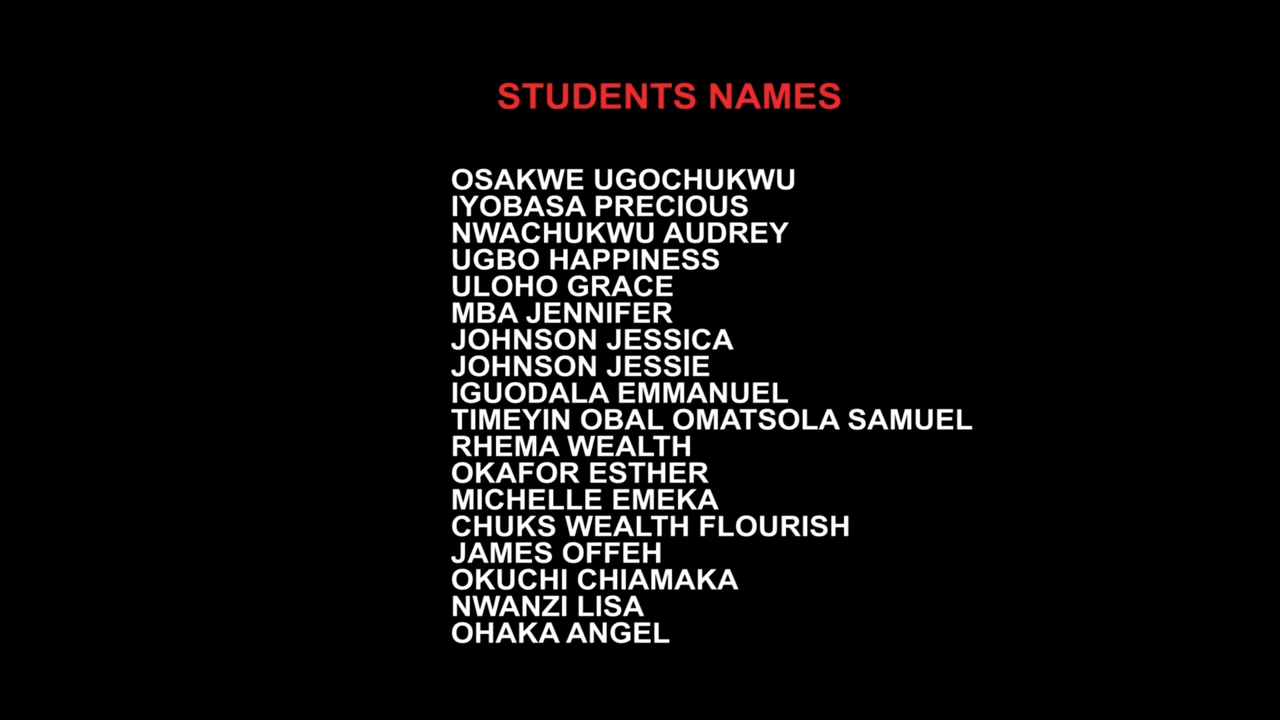 STUDENTS NAMES
OSAKWE UGOCHUKWU
IYOBASA PRECIOUS
NWACHUKWU AUDREY
UGBO HAPPINESS
ULOHO GRACE
MBA JENNIFER
JOHNSON JESSICA
JOHNSON JESSIE
IGUODALA EMMANUEL
TIMEYIN OBAL OMATSOLA SAMUEL
RHEMA WEALTH
OKAFOR ESTHER
MICHELLE EMEKA
CHUKS WEALTH FLOURISH
JAMES OFFEH
OKUCHI CHIAMAKA
NWANZI LISA
OHAKA ANGEL